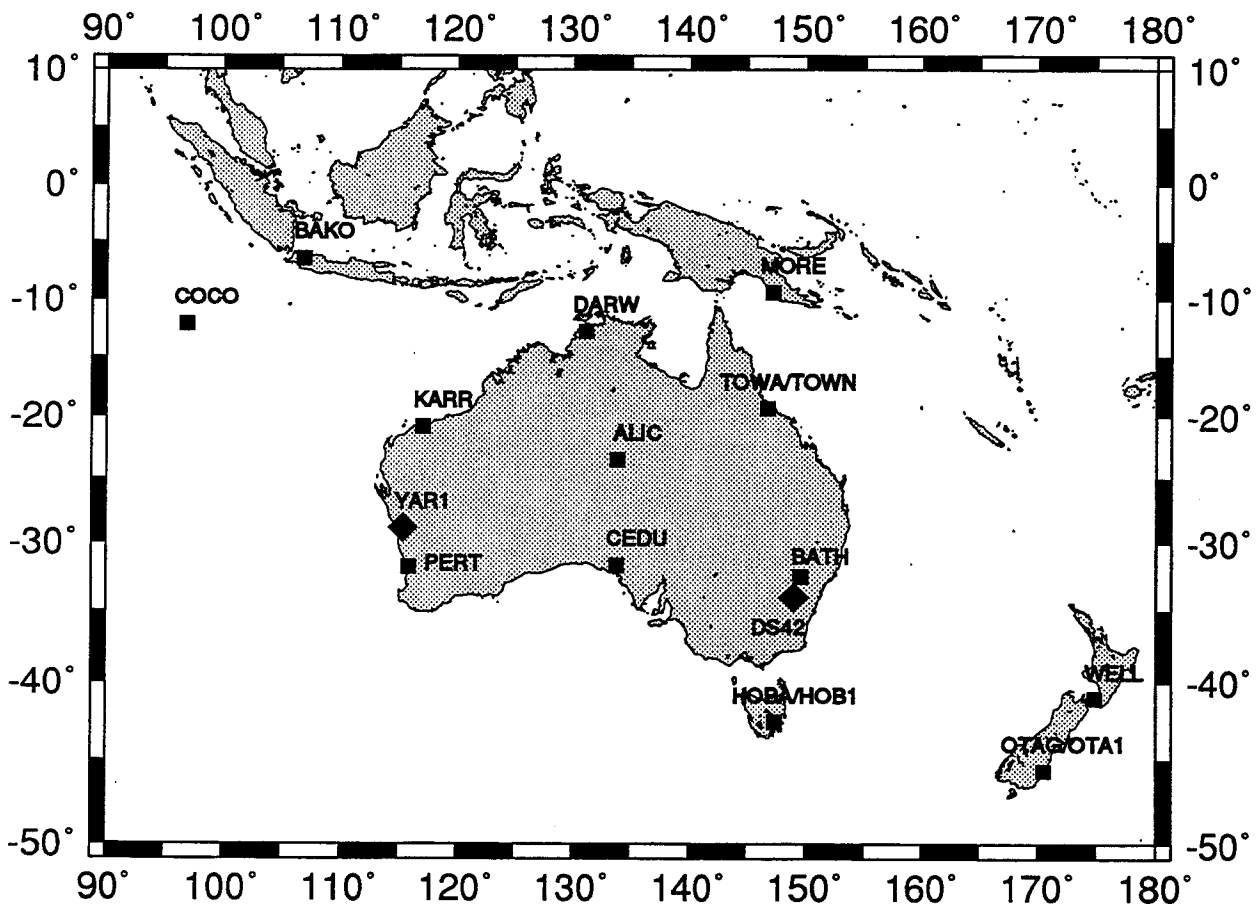 90° 100° 110° 120° 130° 140° 150° 160° 170° 180°
10° 10°
0° 0°
BAKO
MORE
COCO
-10° -10°
DARW
TOWA/TOWN
KARR
-20° -20°
ALIC
YAR1
-30° -30°
CEDU
BATH
PERT
DS42
WELL
-40° -40°
HOBA/HOB1
OTAG/OTA1
-50° -50°
90° 100° 110° 120° 130° 140° 150° 160° 170° 180°